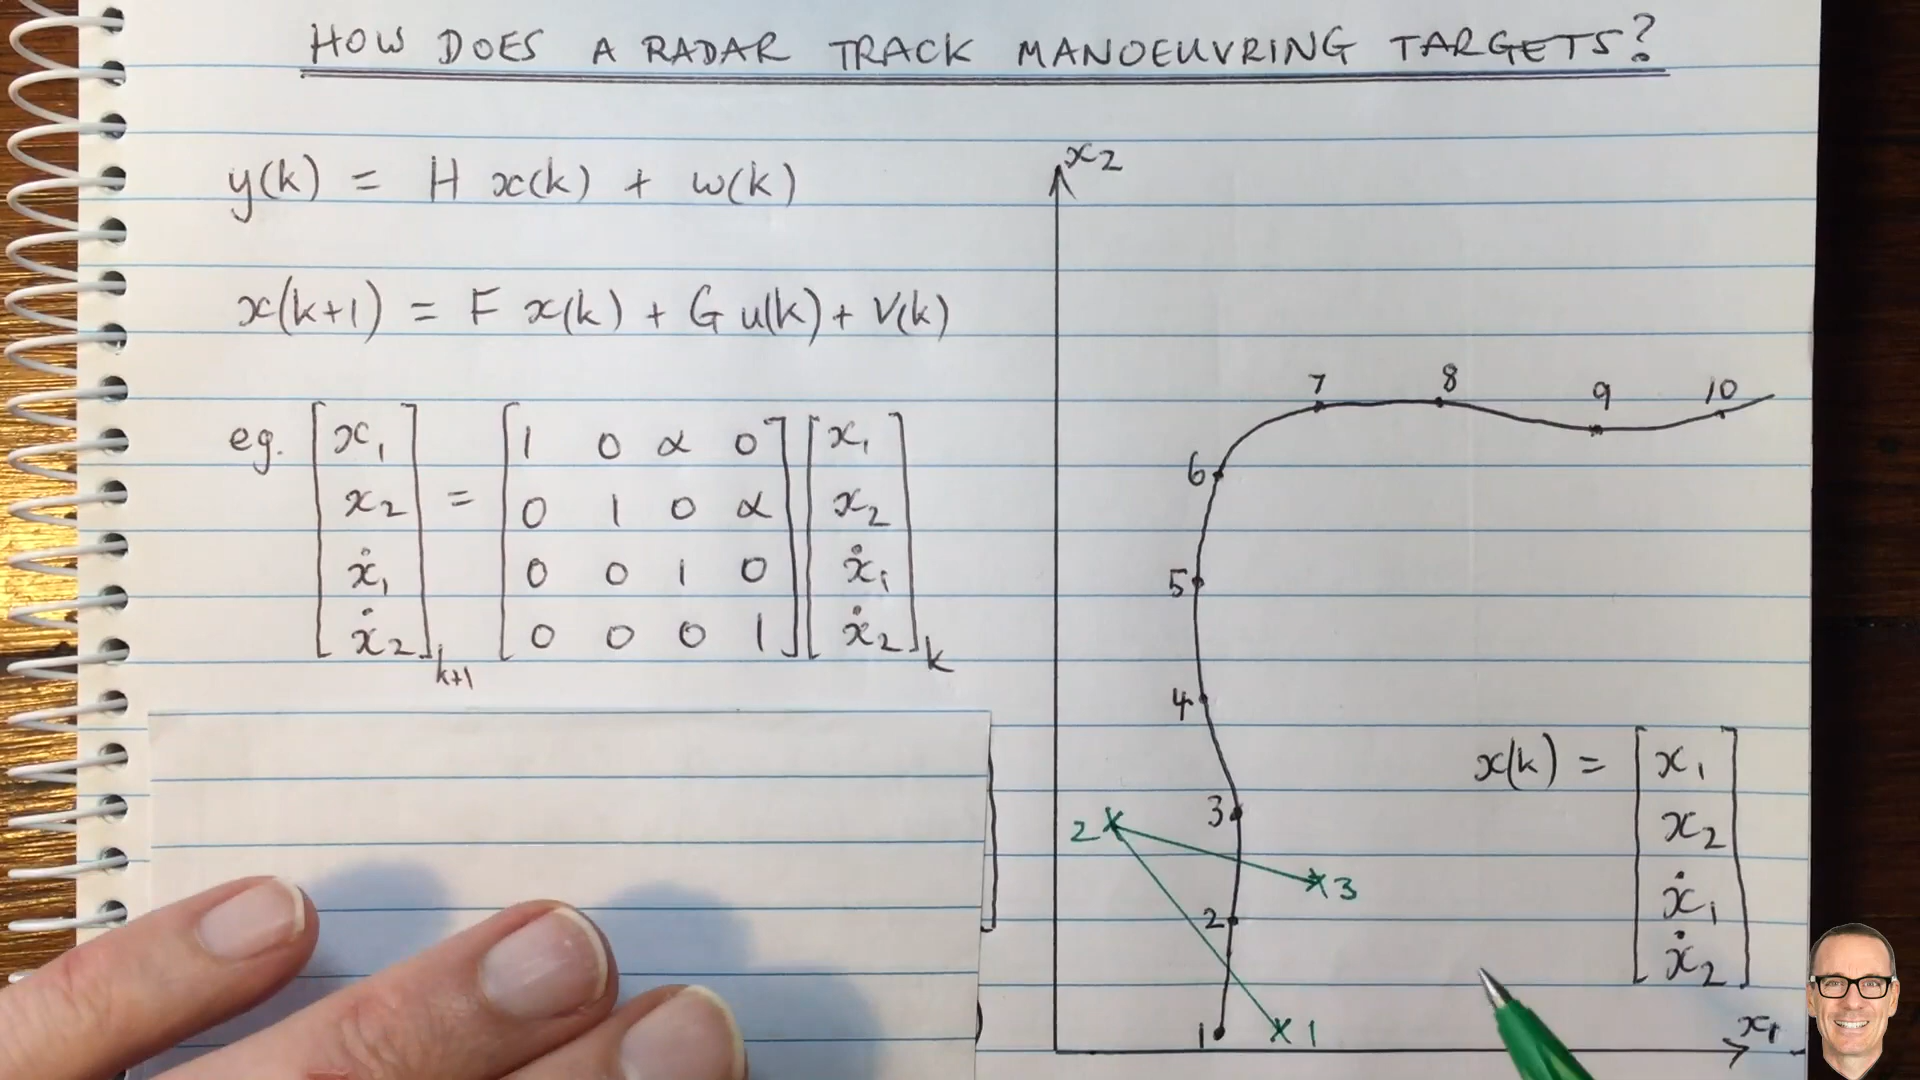 HOW DOES A RADAR TRACK MANOEUVRING TARGETS?
y(k) = H x(k) + w(k)
x(k+1) = F x(k) + G u(k) + v(k)
eg. [x₁ x₂ ẋ₁ ẋ₂]k+1 = [1 0 α 0
0 1 0 α
0 0 1 0
0 0 0 1] [x₁ x₂ ẋ₁ ẋ₂]k
x₂
7 8 9 10
6
5
4
3
2
1
2
3
1
x(k) = [x₁
x₂
ẋ₁
ẋ₂]
x₁